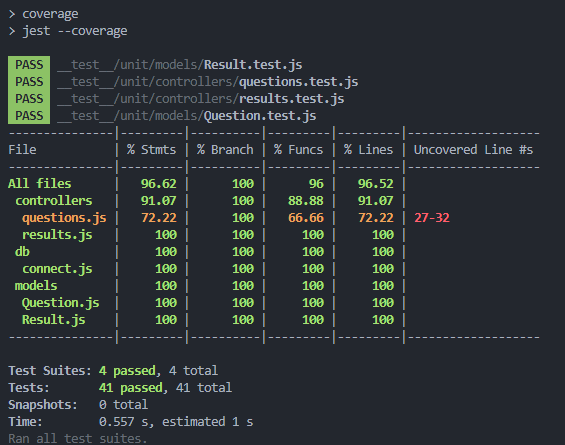 > coverage
> jest --coverage
PASS __test__/unit/models/Result.test.js
PASS __test__/unit/controllers/questions.test.js
PASS __test__/unit/controllers/results.test.js
PASS __test__/unit/models/Question.test.js
---------------|---------|----------|---------|---------|-------------------
File           | % Stmts | % Branch | % Funcs | % Lines | Uncovered Line #s
---------------|---------|----------|---------|---------|-------------------
All files      |   96.62 |      100 |      96 |   96.52 |
 controllers   |   91.07 |      100 |   88.88 |   91.07 |
  questions.js |   72.22 |      100 |   66.66 |   72.22 | 27-32
  results.js   |     100 |      100 |     100 |     100 |
 db            |     100 |      100 |     100 |     100 |
  connect.js   |     100 |      100 |     100 |     100 |
 models        |     100 |      100 |     100 |     100 |
  Question.js  |     100 |      100 |     100 |     100 |
  Result.js    |     100 |      100 |     100 |     100 |
---------------|---------|----------|---------|---------|-------------------
Test Suites: 4 passed, 4 total
Tests:       41 passed, 41 total
Snapshots:   0 total
Time:        0.557 s, estimated 1 s
Ran all test suites.